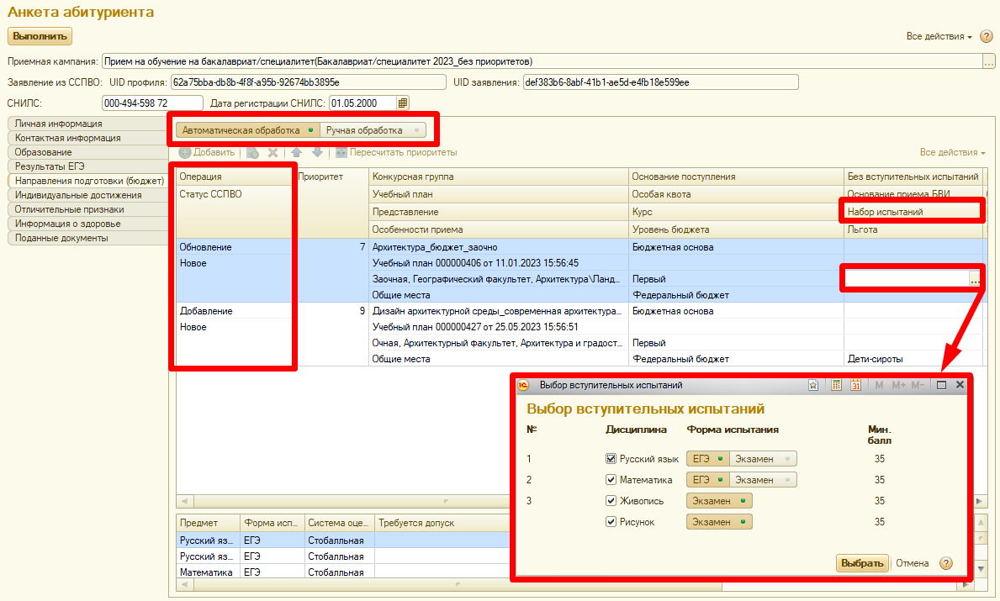 Анкета абитуриента
Выполнить
Все действия
?
Приемная кампания: Прием на обучение на бакалавриат/специалитет(Бакалавриат/специалитет 2023_без приоритетов) ...
Заявление из ССПВО: UID профиля: 62a75bba-db8b-4f8f-a95b-92674bb3895e UID заявления: def383b6-8abf-41b1-ae5d-e4fb18e599ee
СНИЛС: 000-494-598 72 Дата регистрации СНИЛС: 01.05.2000
Личная информация
Контактная информация
Образование
Результаты ЕГЭ
Направления подготовки (бюджет)
Индивидуальные достижения
Отличительные признаки
Информация о здоровье
Поданные документы
Автоматическая обработка Ручная обработка
Добавить Пересчитать приоритеты Все действия
Операция Приоритет Конкурсная группа Основание поступления Без вступительных испытаний
Статус ССПВО Учебный план Особая квота Основание приема БВИ
Представление Курс Набор испытаний
Особенности приема Уровень бюджета Льгота
Обновление 7 Архитектура_бюджет_заочно Бюджетная основа
Новое Учебный план 000000406 от 11.01.2023 15:56:45
Заочная, Географический факультет, Архитектура\Панд... Первый ...
Общие места Федеральный бюджет
Добавление 9 Дизайн архитектурной среды_современная архитектура... Бюджетная основа
Новое Учебный план 000000427 от 25.05.2023 15:56:51
Очная, Архитектурный факультет, Архитектура и градост... Первый
Общие места Федеральный бюджет Дети-сироты
Предмет Форма исп... Система оце... Требуется допуск
Русский яз... ЕГЭ Стобалльная
Русский яз... ЕГЭ Стобалльная
Математика ЕГЭ Стобалльная
1С Выбор вступительных испытаний 31 M M+ M-
Выбор вступительных испытаний
№ Дисциплина Форма испытания Мин.
балл
1 Русский язык ЕГЭ Экзамен 35
2 Математика ЕГЭ Экзамен 35
3 Живопись Экзамен 35
Рисунок Экзамен 35
Выбрать Отмена ?